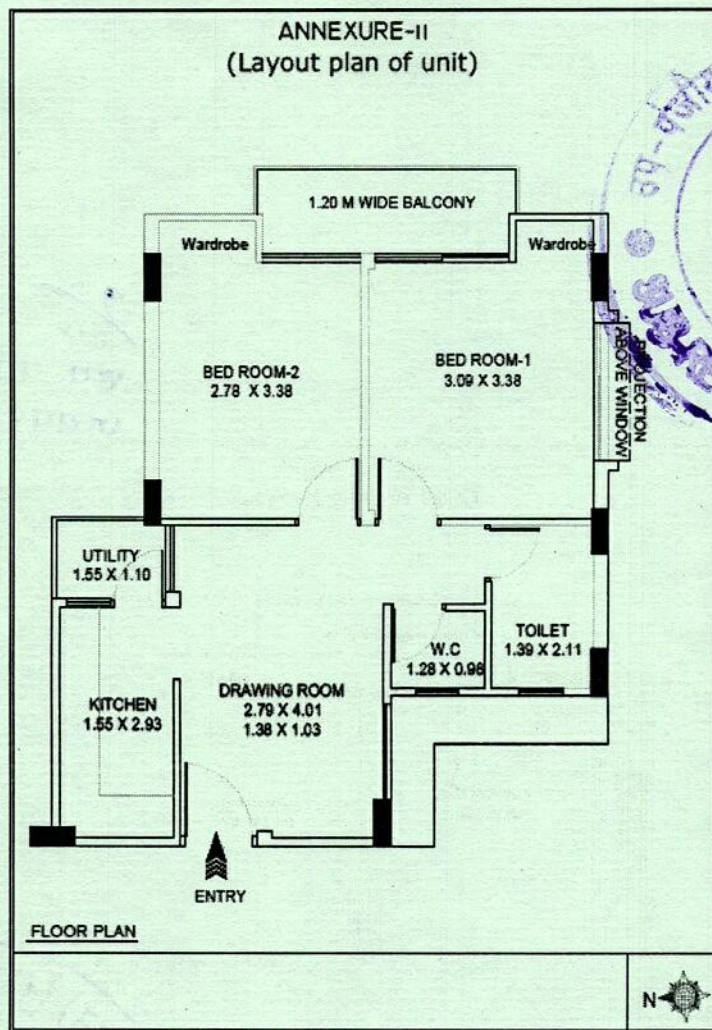 ANNEXURE-II
(Layout plan of unit)
1.20 M WIDE BALCONY
Wardrobe
Wardrobe
BED ROOM-2
2.78 X 3.38
BED ROOM-1
3.09 X 3.38
PROJECTION
ABOVE WINDOW
UTILITY
1.55 X 1.10
TOILET
1.39 X 2.11
W.C
1.28 X 0.98
KITCHEN
1.55 X 2.93
DRAWING ROOM
2.79 X 4.01
1.38 X 1.03
ENTRY
FLOOR PLAN
N